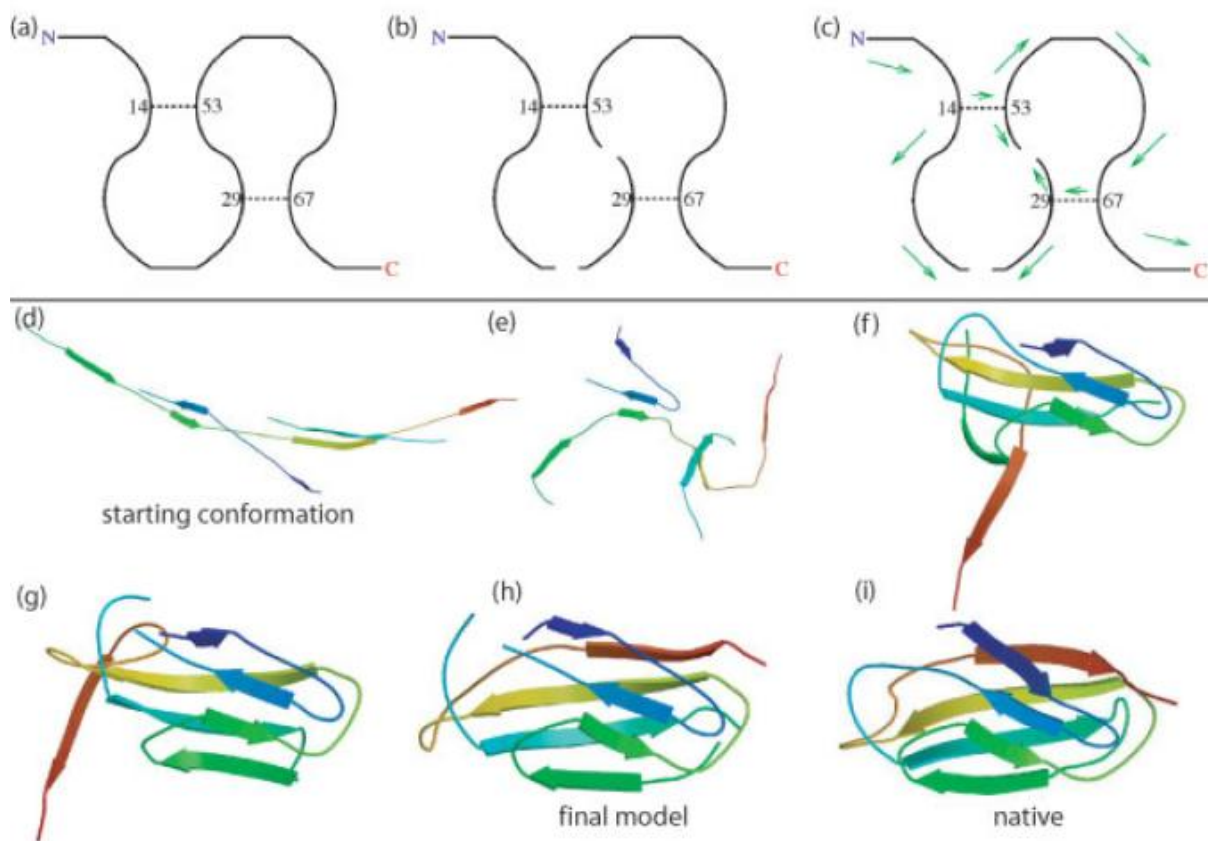 (a) (b) (c)
N N N
14 53 14 53 14 53
29 67 29 67 29 67
C C C
(d) (e) (f)
starting conformation
(g) (h) (i)
final model native